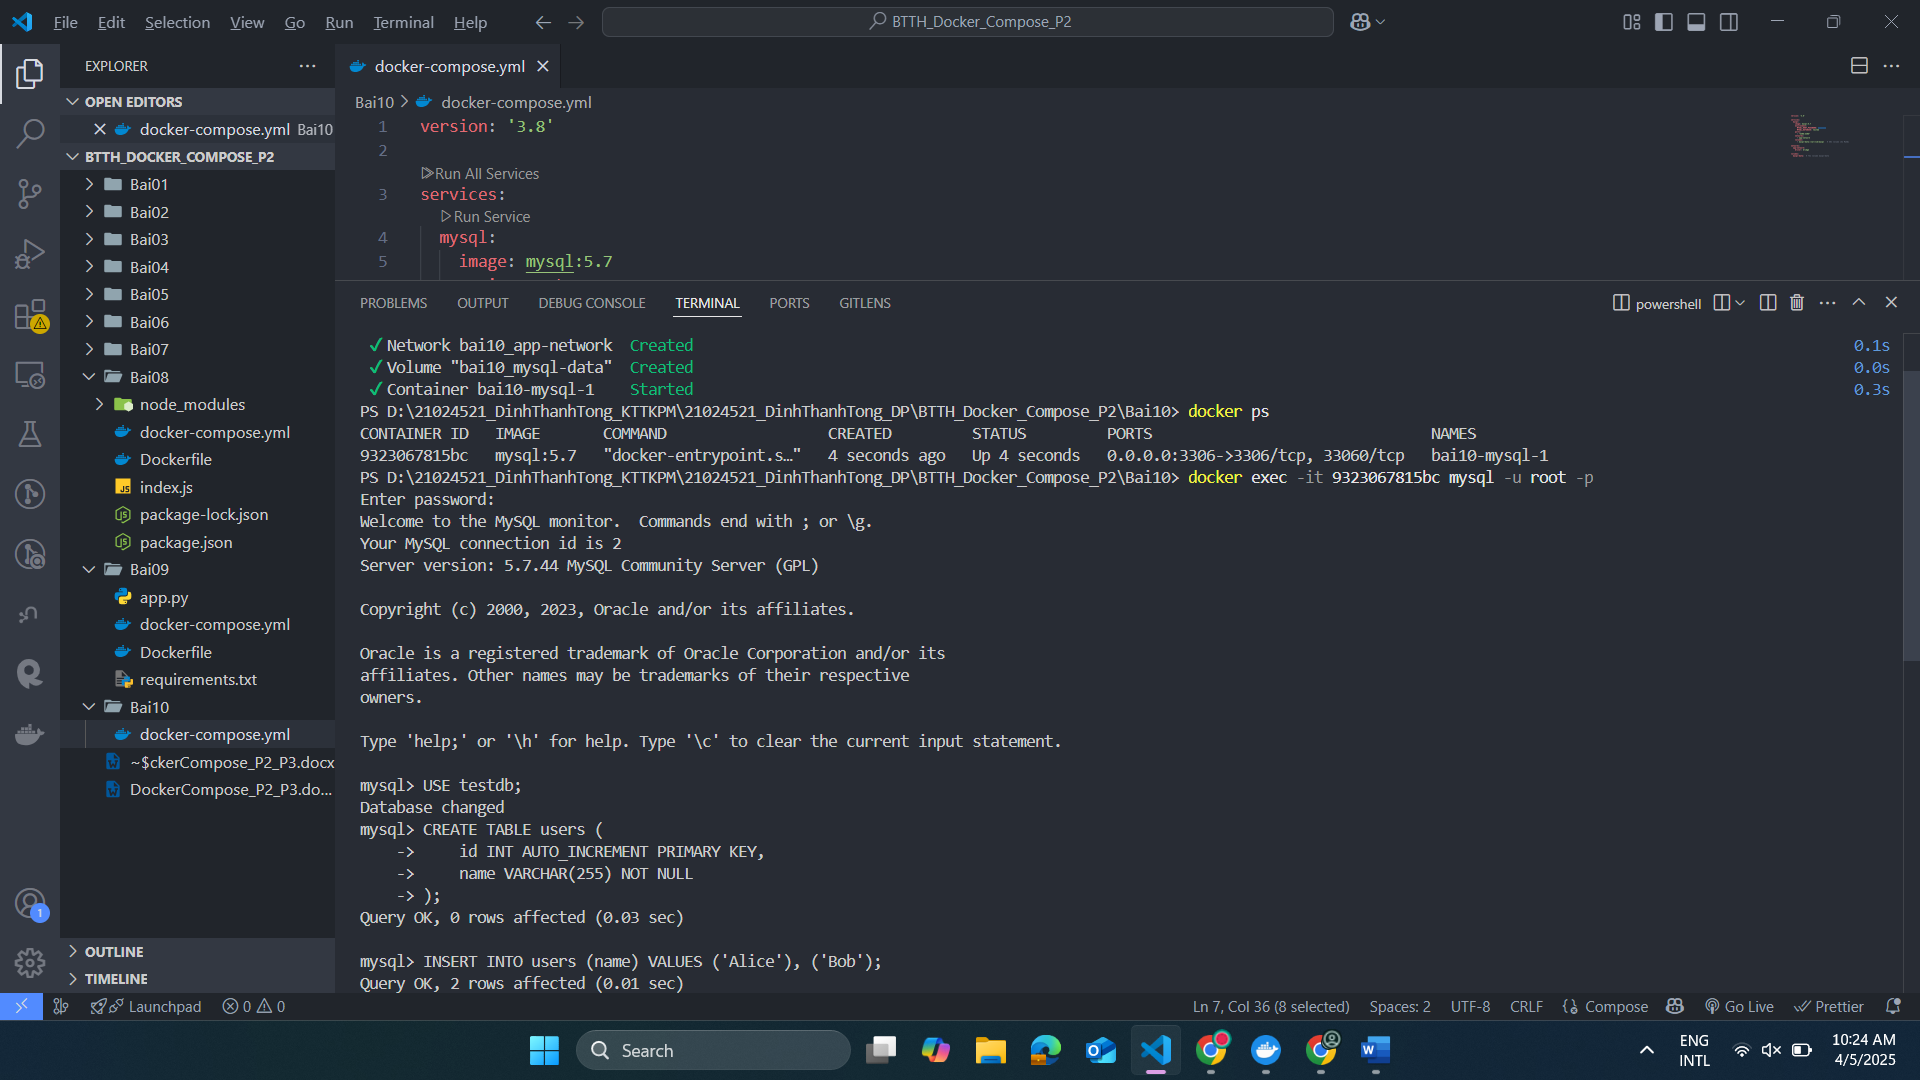 File Edit Selection View Go Run Terminal Help
BTTH_Docker_Compose_P2
EXPLORER
OPEN EDITORS
docker-compose.yml Bai10
BTTH_DOCKER_COMPOSE_P2
Bai01
Bai02
Bai03
Bai04
Bai05
Bai06
Bai07
Bai08
node_modules
docker-compose.yml
Dockerfile
index.js
package-lock.json
package.json
Bai09
app.py
docker-compose.yml
Dockerfile
requirements.txt
Bai10
docker-compose.yml
~$ckerCompose_P2_P3.docx
DockerCompose_P2_P3.do...
OUTLINE
TIMELINE
docker-compose.yml
Bai10 > docker-compose.yml
1 version: '3.8'
2
Run All Services
3 services:
Run Service
4 mysql:
5 image: mysql:5.7
PROBLEMS OUTPUT DEBUG CONSOLE TERMINAL PORTS GITLENS
powershell
✓ Network bai10_app-network Created 0.1s
✓ Volume "bai10_mysql-data" Created 0.0s
✓ Container bai10-mysql-1 Started 0.3s
PS D:\21024521_DinhThanhTong_KTTKPM\21024521_DinhThanhTong_DP\BTTH_Docker_Compose_P2\Bai10> docker ps
CONTAINER ID IMAGE COMMAND CREATED STATUS PORTS NAMES
9323067815bc mysql:5.7 "docker-entrypoint.s…" 4 seconds ago Up 4 seconds 0.0.0.0:3306->3306/tcp, 33060/tcp bai10-mysql-1
PS D:\21024521_DinhThanhTong_KTTKPM\21024521_DinhThanhTong_DP\BTTH_Docker_Compose_P2\Bai10> docker exec -it 9323067815bc mysql -u root -p
Enter password:
Welcome to the MySQL monitor.  Commands end with ; or \g.
Your MySQL connection id is 2
Server version: 5.7.44 MySQL Community Server (GPL)
Copyright (c) 2000, 2023, Oracle and/or its affiliates.
Oracle is a registered trademark of Oracle Corporation and/or its
affiliates. Other names may be trademarks of their respective
owners.
Type 'help;' or '\h' for help. Type '\c' to clear the current input statement.
mysql> USE testdb;
Database changed
mysql> CREATE TABLE users (
-> id INT AUTO_INCREMENT PRIMARY KEY,
-> name VARCHAR(255) NOT NULL
-> );
Query OK, 0 rows affected (0.03 sec)
mysql> INSERT INTO users (name) VALUES ('Alice'), ('Bob');
Query OK, 2 rows affected (0.01 sec)
1
Launchpad 0 0 Ln 7, Col 36 (8 selected) Spaces: 2 UTF-8 CRLF {} Compose Go Live Prettier
Search
ENG
INTL
10:24 AM
4/5/2025